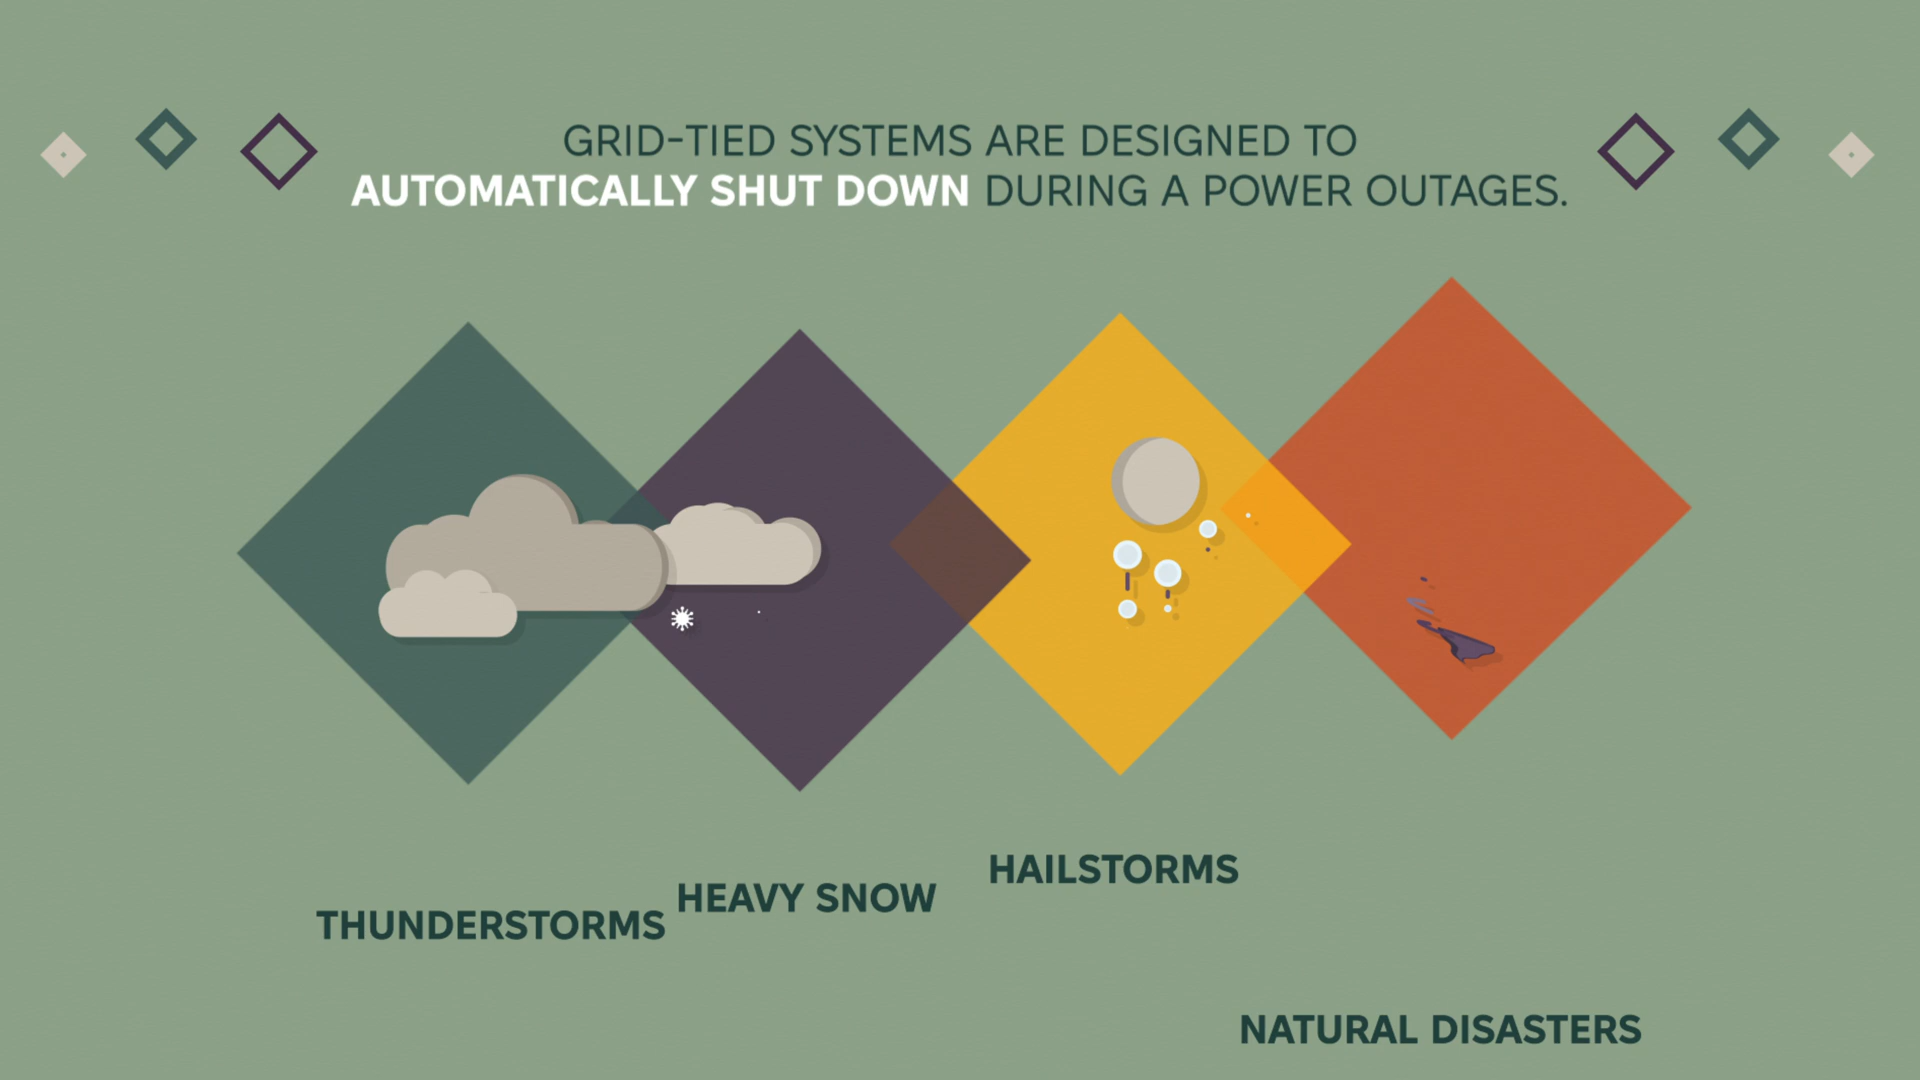 GRID-TIED SYSTEMS ARE DESIGNED TO
AUTOMATICALLY SHUT DOWN DURING A POWER OUTAGES.
THUNDERSTORMS
HEAVY SNOW
HAILSTORMS
NATURAL DISASTERS